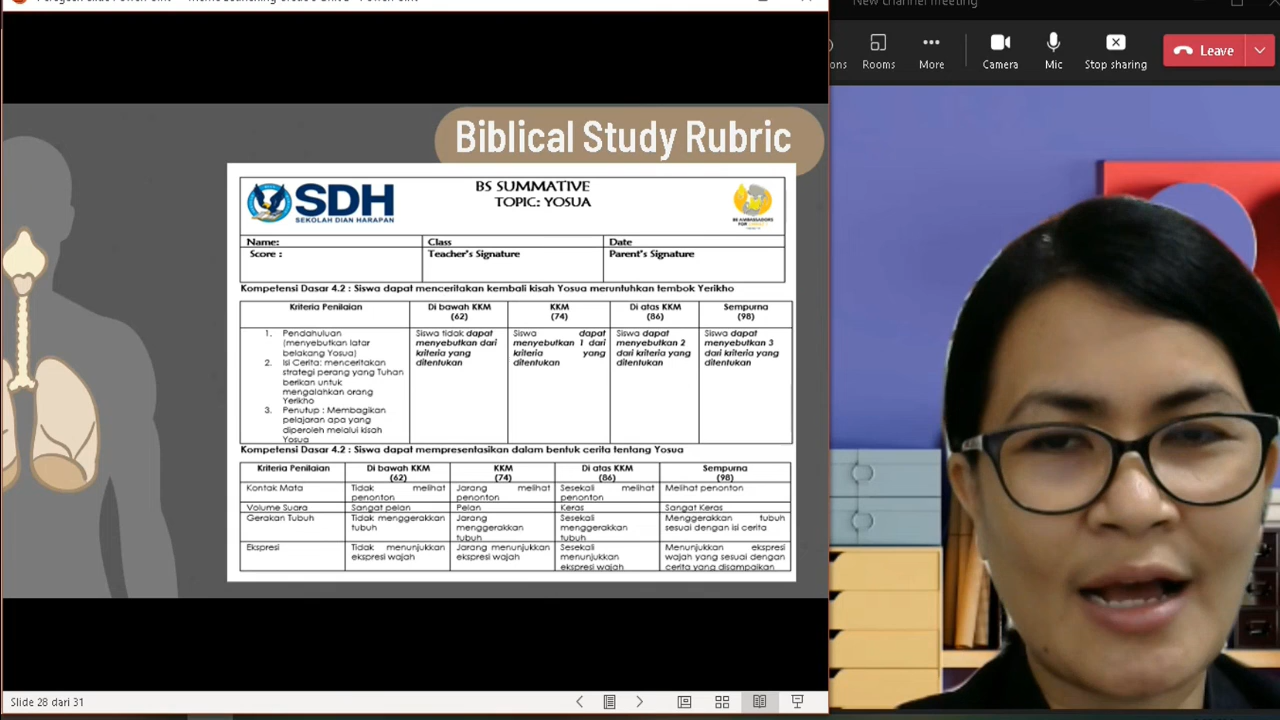 New channel meeting
Rooms
More
Camera
Mic
Stop sharing
Leave
Biblical Study Rubric
SDH
SEKOLAH DIAN HARAPAN
BS SUMMATIVE
TOPIC: YOSUA
BE AMBASSADORS
Name:
Class
Date
Score :
Teacher's Signature
Parent's Signature
Kompetensi Dasar 4.2 : Siswa dapat menceritakan kembali kisah Yosua meruntuhkan tembok Yerikho
Kriteria Penilaian
Di bawah KKM
(62)
KKM
(74)
Di atas KKM
(86)
Sempurna
(98)
1. Pendahuluan
(menyebutkan latar
belakang Yosua)
2. Isi Cerita: menceritakan
strategi perang yang Tuhan
berikan untuk
mengalahkan orang
Yerikho
3. Penutup : Membagikan
pelajaran apa yang
diperoleh melalui kisah
Yosua
Siswa tidak dapat
menyebutkan dari
kriteria yang
ditentukan
Siswa dapat
menyebutkan 1 dari
kriteria yang
ditentukan
Siswa dapat
menyebutkan 2
dari kriteria yang
ditentukan
Siswa dapat
menyebutkan 3
dari kriteria yang
ditentukan
Kompetensi Dasar 4.2 : Siswa dapat mempresentasikan dalam bentuk cerita tentang Yosua
Kriteria Penilaian
Di bawah KKM
(62)
KKM
(74)
Di atas KKM
(86)
Sempurna
(98)
Kontak Mata
Tidak melihat
penonton
Jarang melihat
penonton
Sesekali melihat
penonton
Melihat penonton
Volume Suara
Sangat pelan
Pelan
Keras
Sangat Keras
Gerakan Tubuh
Tidak menggerakkan
tubuh
Jarang
menggerakkan
tubuh
Sesekali
menggerakkan
tubuh
Menggerakkan tubuh
sesuai dengan isi cerita
Ekspresi
Tidak menunjukkan
ekspresi wajah
Jarang menunjukkan
ekspresi wajah
Sesekali
menunjukkan
ekspresi wajah
Menunjukkan ekspresi
wajah yang sesuai dengan
cerita yang disampaikan
Slide 28 dari 31